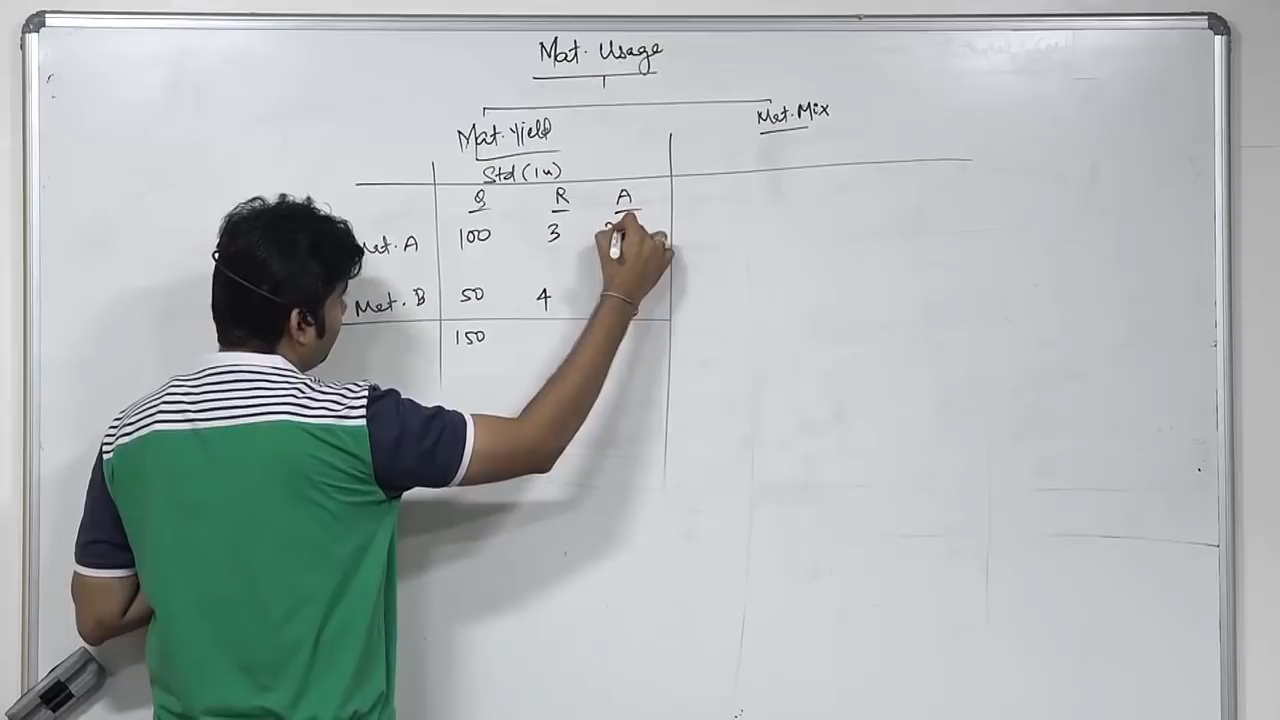 Mat. Usage
Mat. Yield
Mat. Mix
Std (1u)
Q R A
Mat. A 100 3
Mat. B 50 4
150